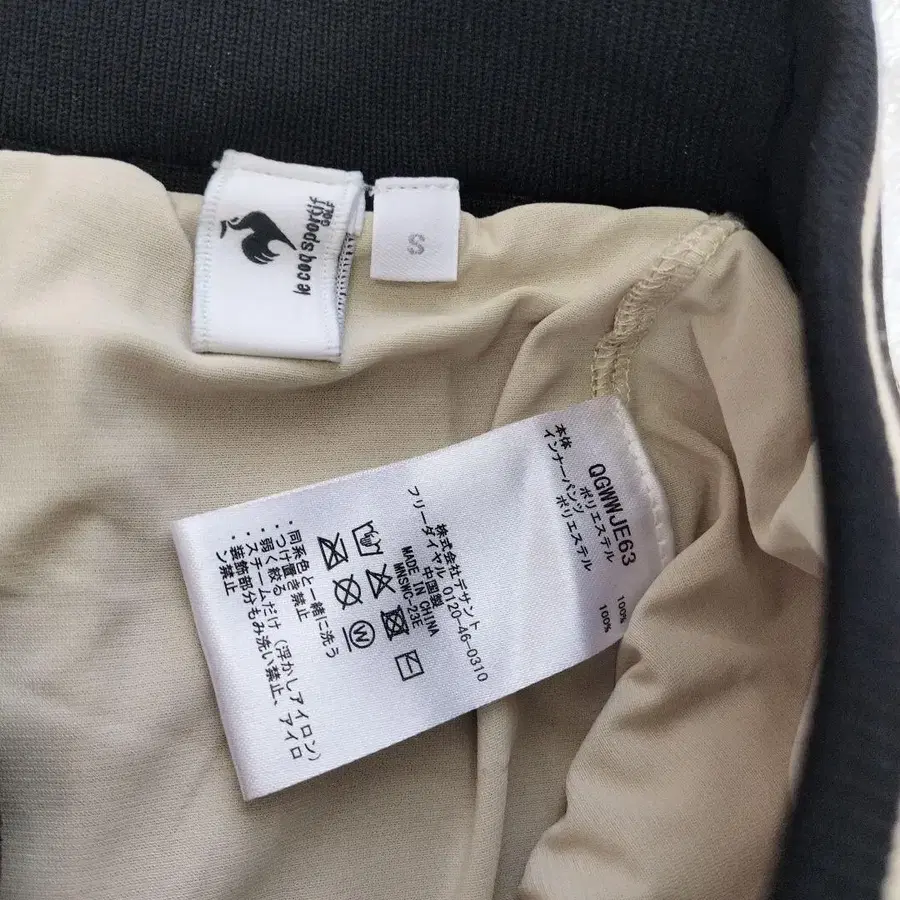 le coq sportif
GOLF
S
QGWWJE63
本体 ポリエステル 100%
インナーパンツ ポリエステル 100%
株式会社デサント
フリーダイヤル 0120-46-0310
中国製
MADE IN CHINA
MNSWG-23E
W
・同系色と一緒に洗う
・つけ置き禁止
・弱く絞る
・スチームだけ(浮かしアイロン)
・装飾部分もみ洗い禁止、アイロ
ン禁止